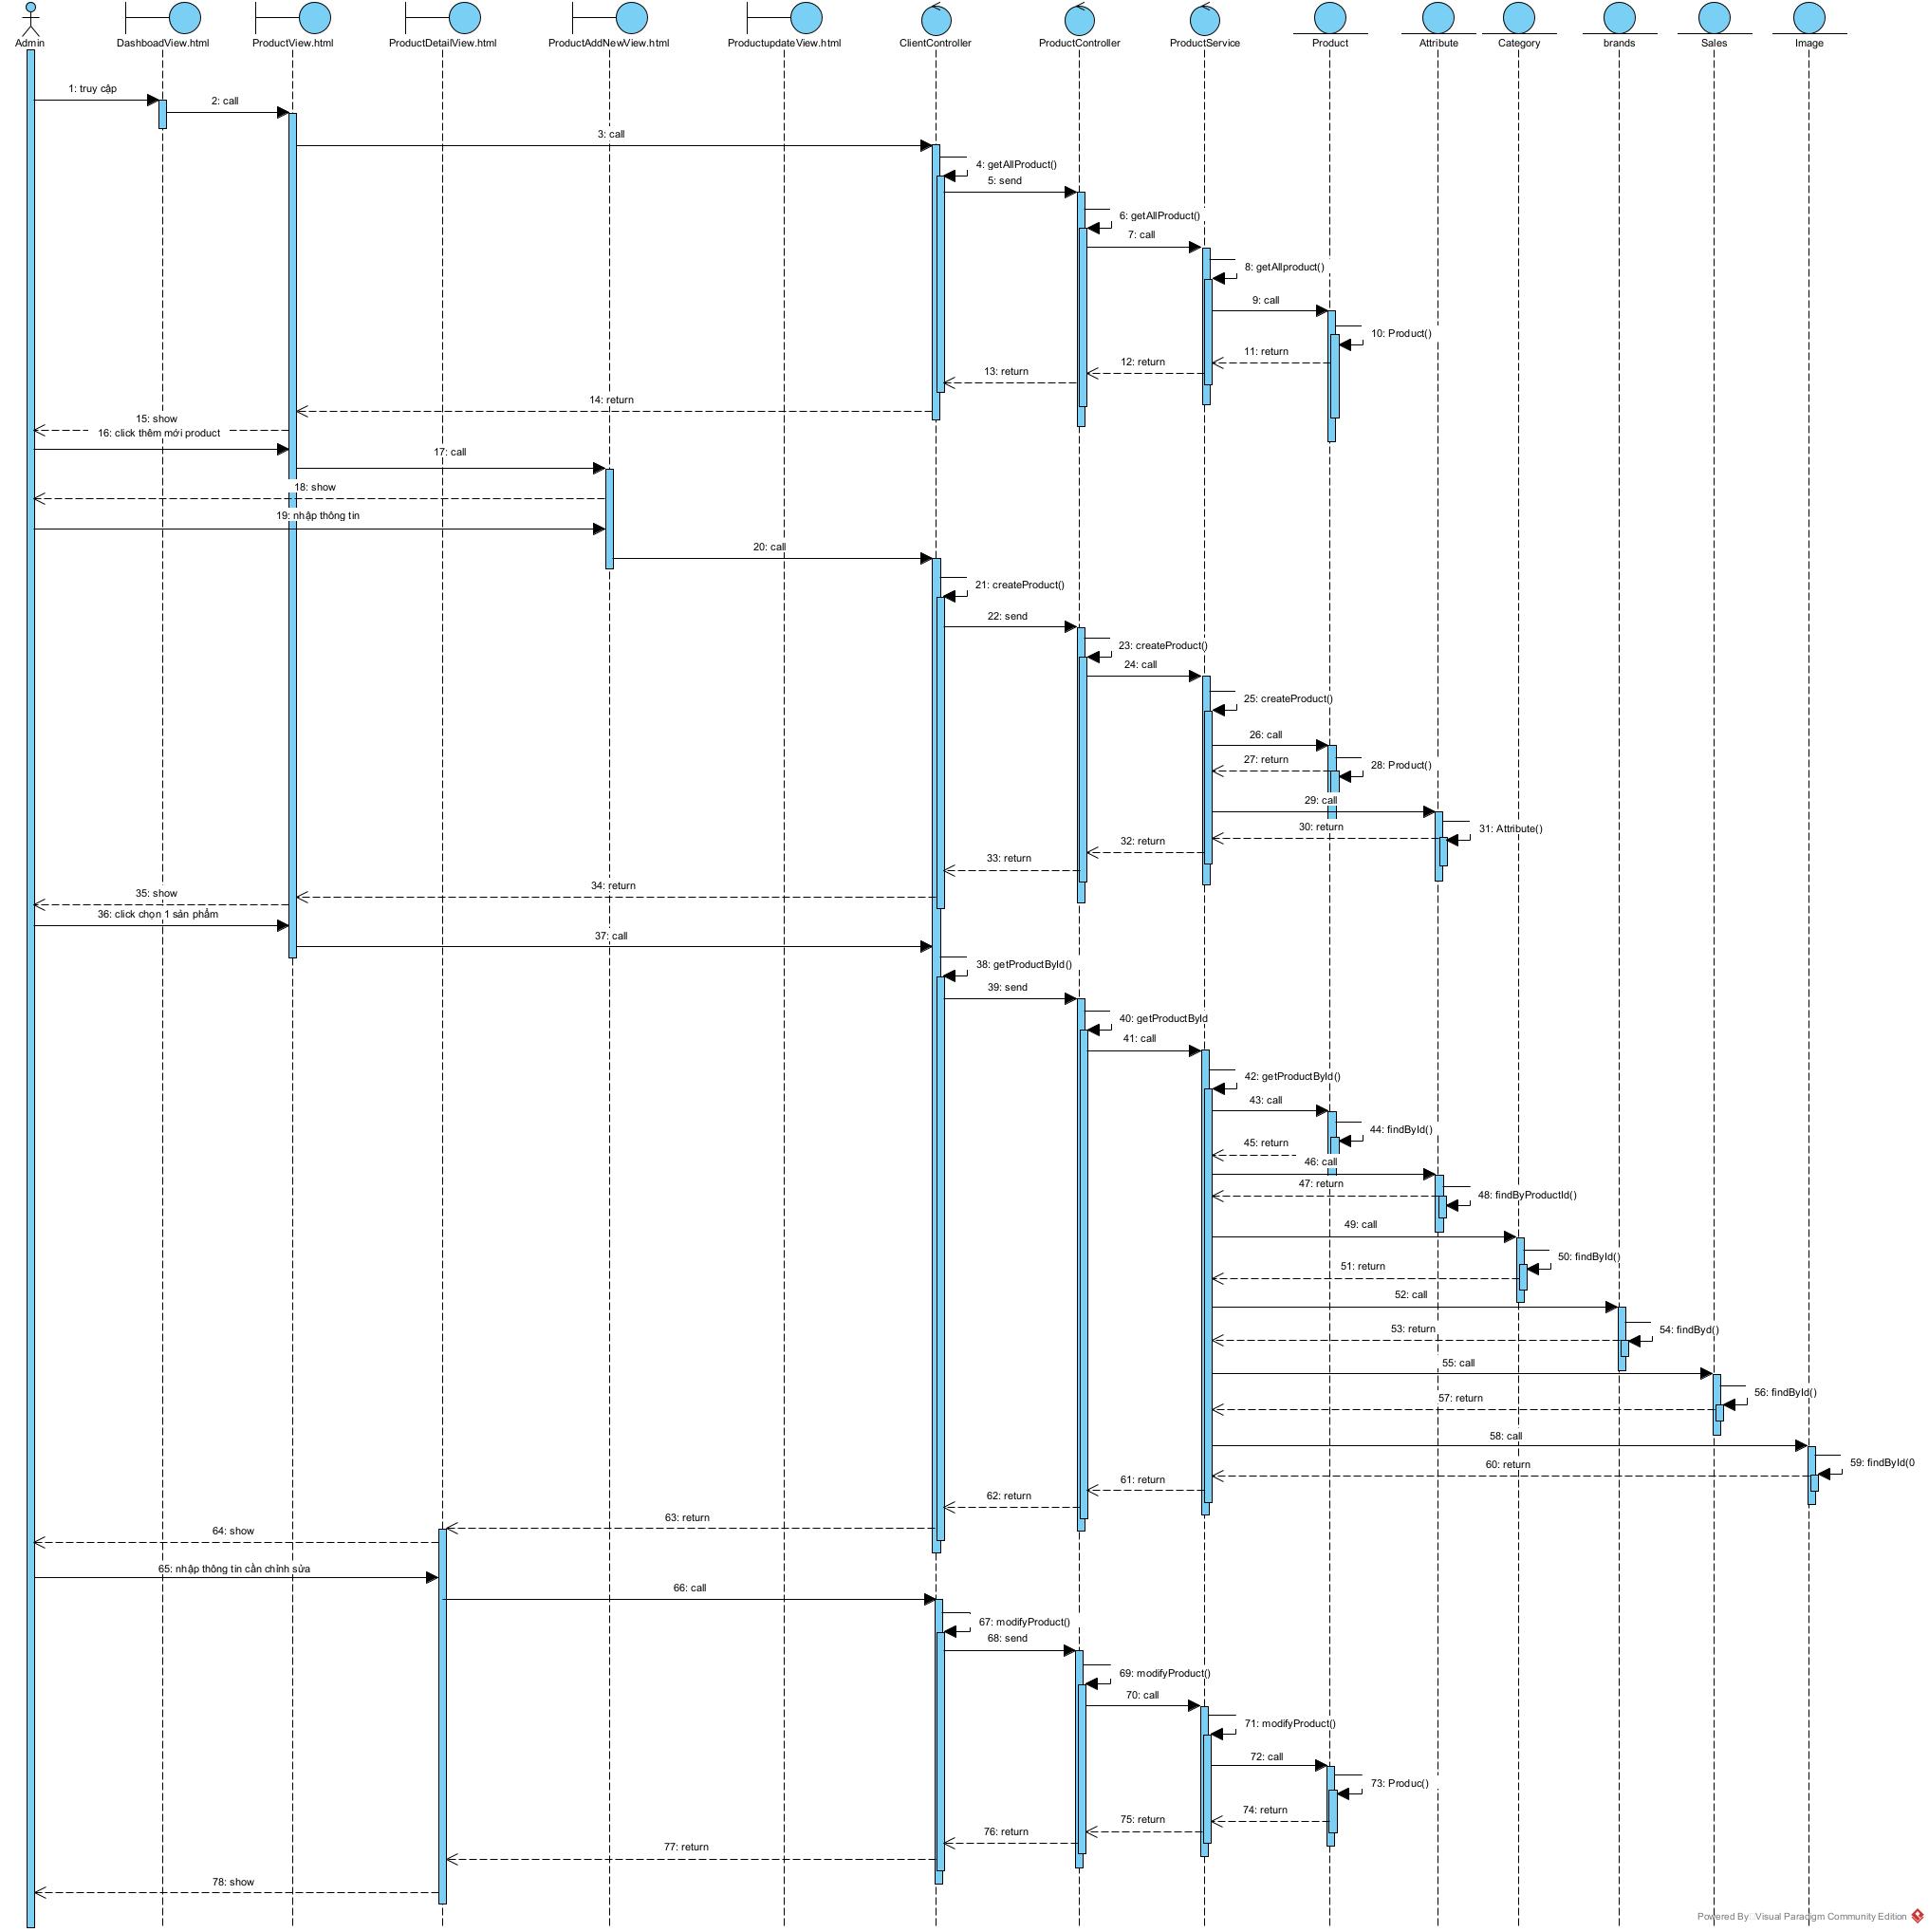 Admin
DashboadView.html
ProductView.html
ProductDetailView.html
ProductAddNewView.html
ProductupdateView.html
ClientController
ProductController
ProductService
Product
Attribute
Category
brands
Sales
Image
1: truy cập
2: call
3: call
4: getAllProduct()
5: send
6: getAllProduct()
7: call
8: getAllproduct()
9: call
10: Product()
11: return
12: return
13: return
14: return
15: show
16: click thêm mới product
17: call
18: show
19: nhập thông tin
20: call
21: createProduct()
22: send
23: createProduct()
24: call
25: createProduct()
26: call
27: return
28: Product()
29: call
30: return
31: Attribute()
32: return
33: return
34: return
35: show
36: click chọn 1 sản phẩm
37: call
38: getProductById()
39: send
40: getProductById
41: call
42: getProductById()
43: call
44: findById()
45: return
46: call
47: return
48: findByProductId()
49: call
50: findById()
51: return
52: call
53: return
54: findByd()
55: call
56: findById()
57: return
58: call
59: findById(0
60: return
61: return
62: return
63: return
64: show
65: nhập thông tin cần chỉnh sửa
66: call
67: modifyProduct()
68: send
69: modifyProduct()
70: call
71: modifyProduct()
72: call
73: Produc()
74: return
75: return
76: return
77: return
78: show
Powered By Visual Paradigm Community Edition